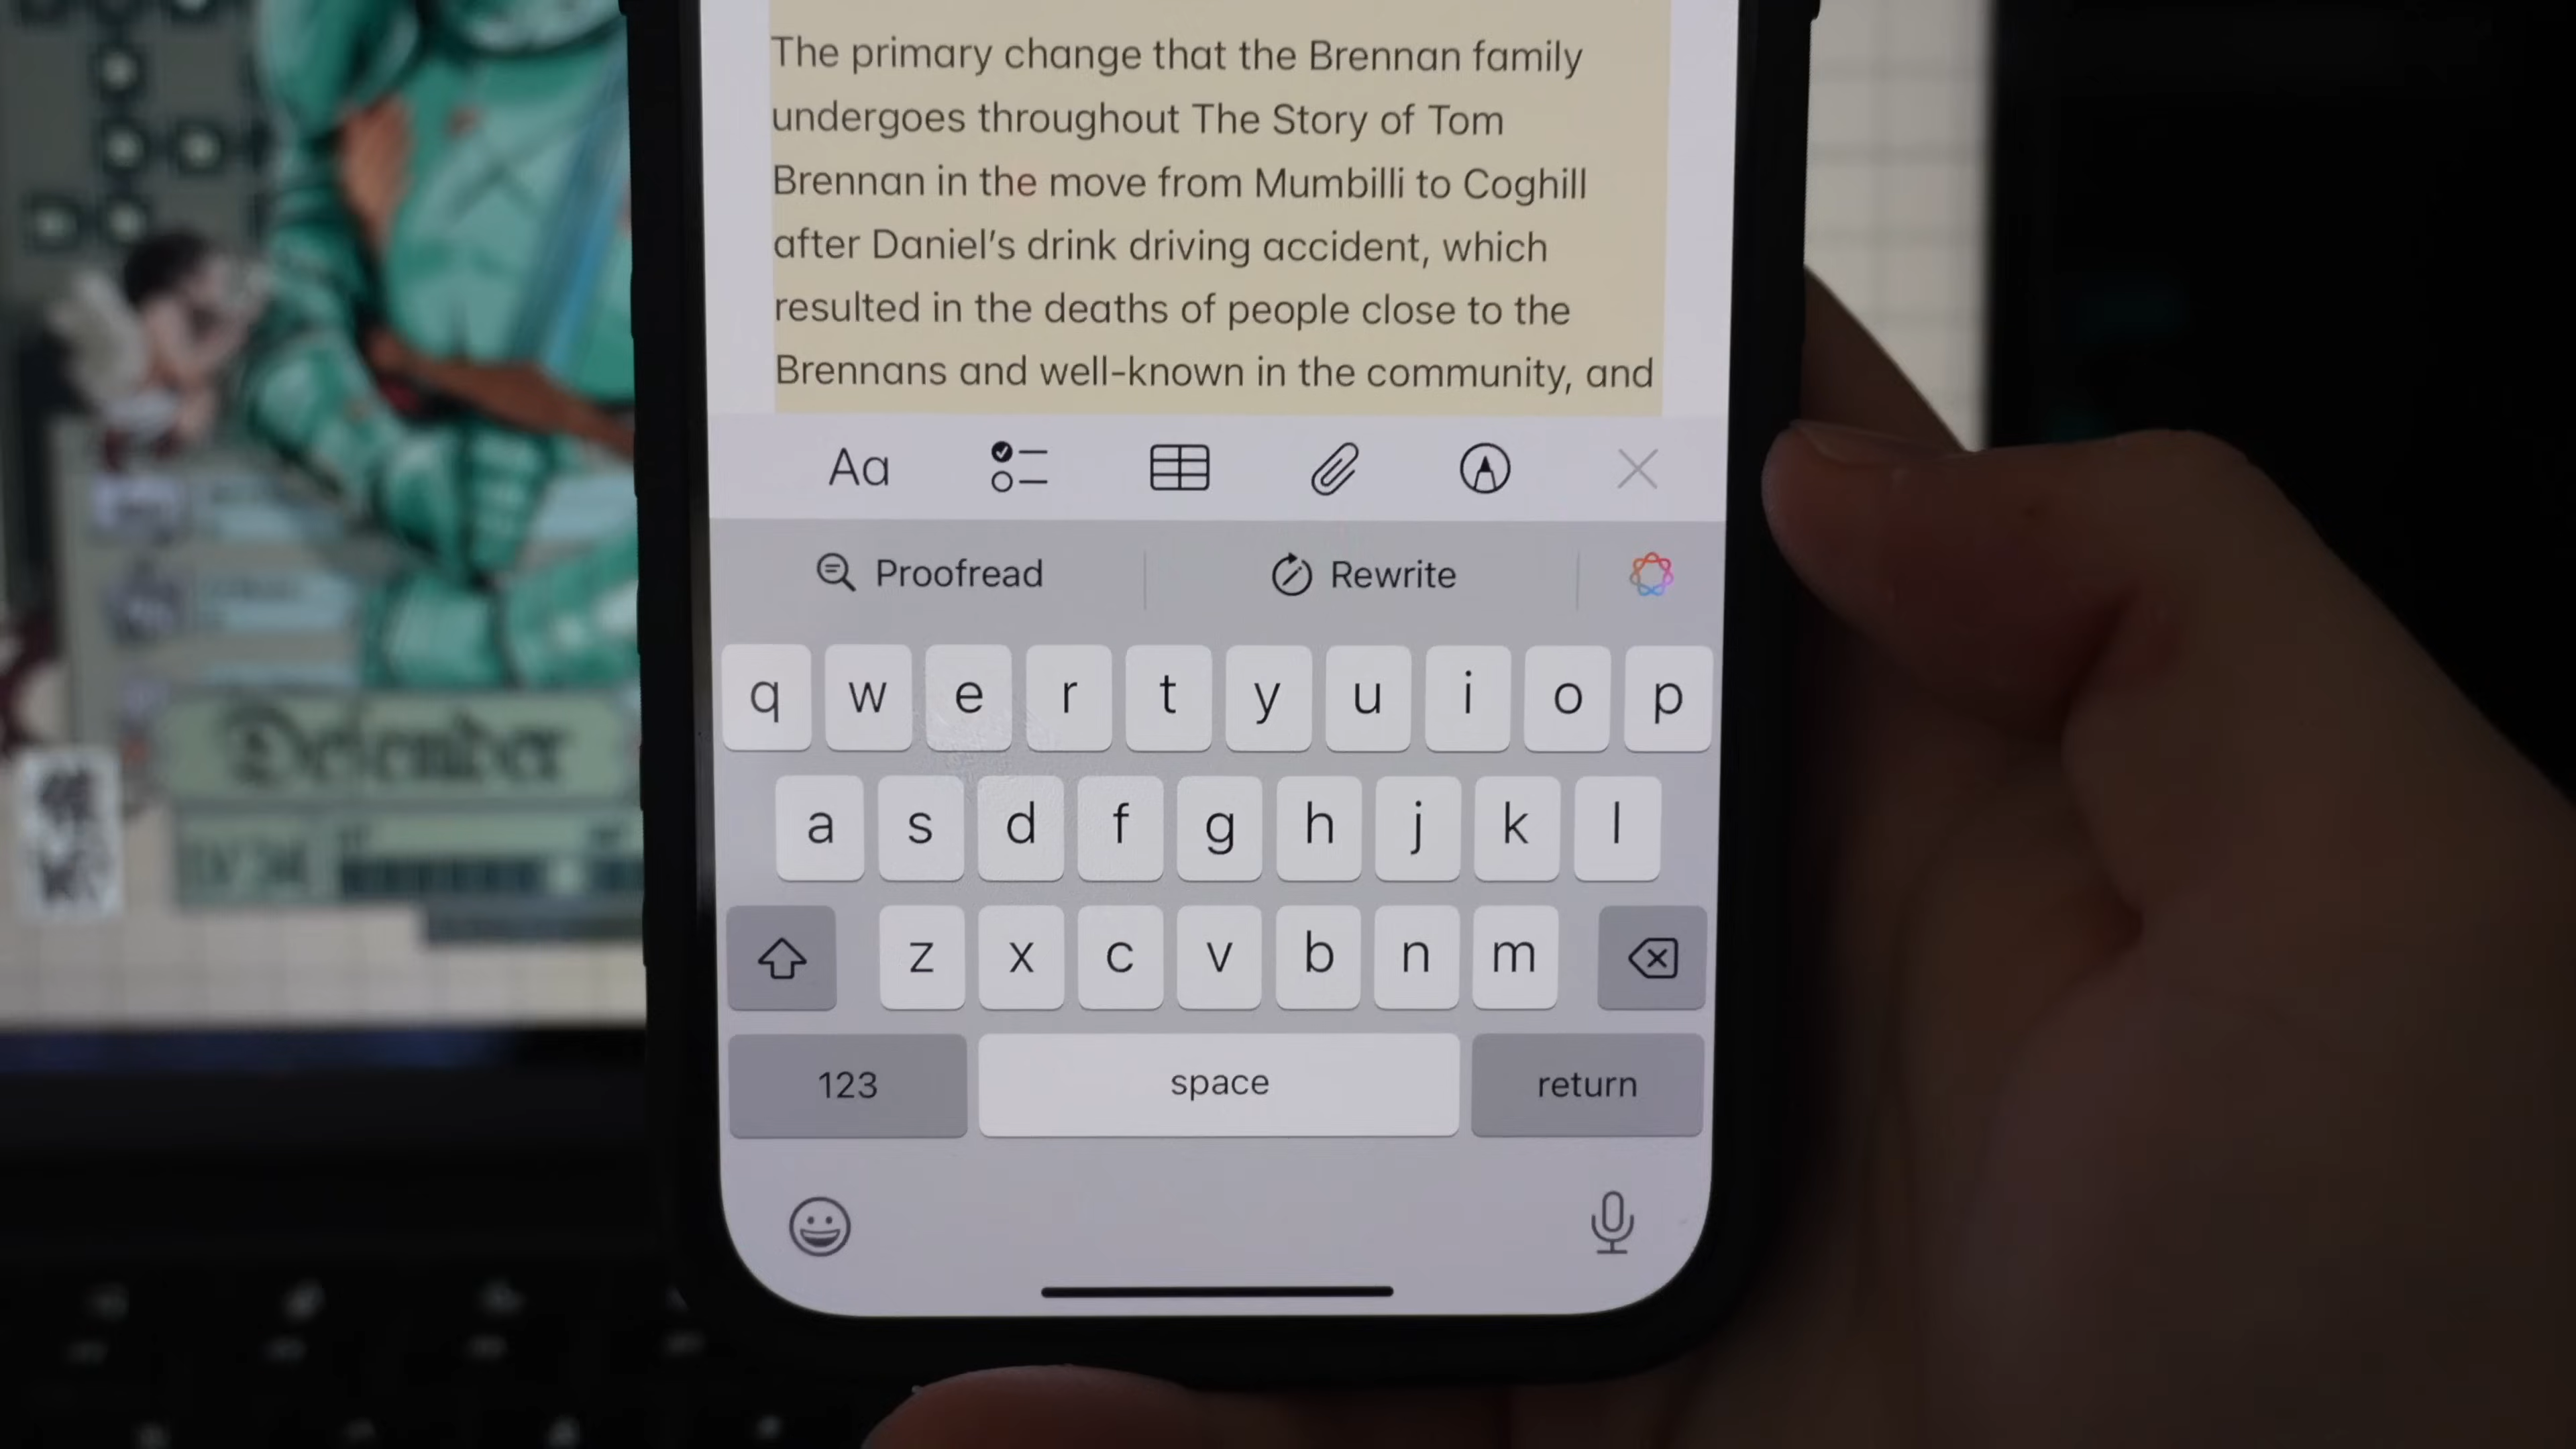 The primary change that the Brennan family
undergoes throughout The Story of Tom
Brennan in the move from Mumbilli to Coghill
after Daniel's drink driving accident, which
resulted in the deaths of people close to the
Brennans and well-known in the community, and
Aa
Proofread Rewrite
q w e r t y u i o p
a s d f g h j k l
z x c v b n m
123 space return
Defender